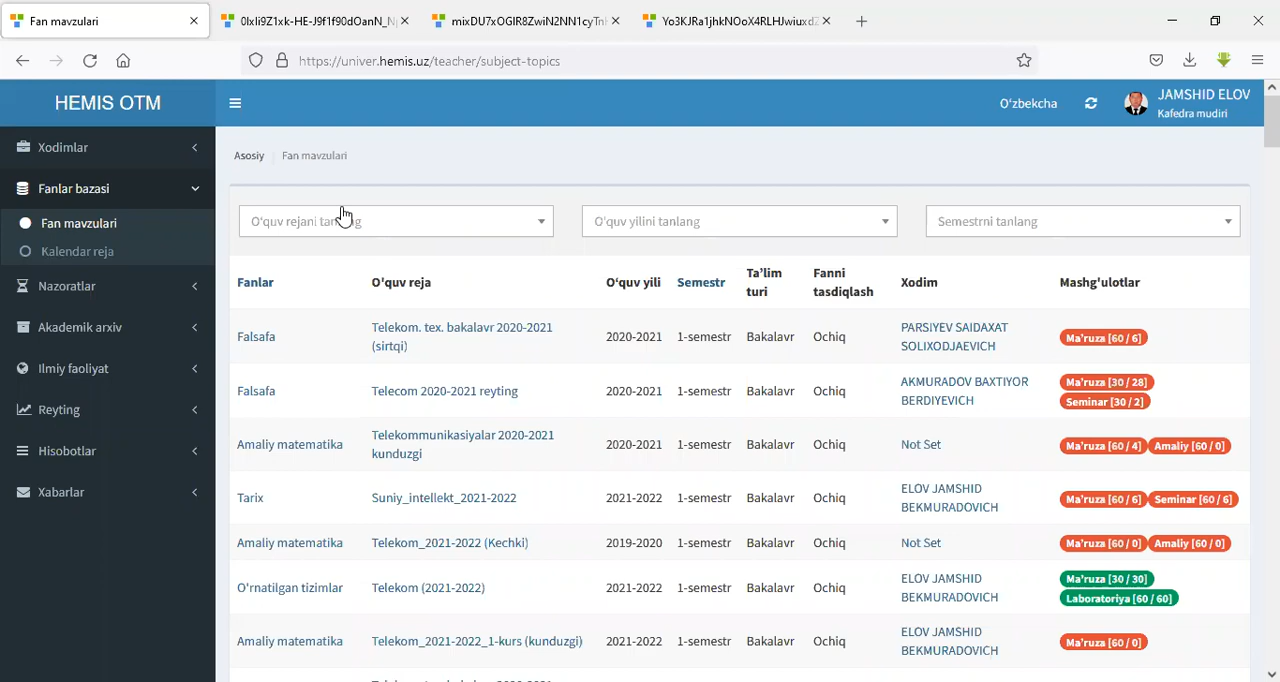 Fan mavzulari
0Ixli9Z1xk-HE-J9f1f90dOanN_Nj
mixDU7xOGIR8ZwiN2NN1cyTnH
Yo3KJRa1jhkNOoX4RLHJwiuxdZ
https://univer.hemis.uz/teacher/subject-topics
HEMIS OTM
O'zbekcha
JAMSHID ELOV
Kafedra mudiri
Xodimlar
Fanlar bazasi
Fan mavzulari
Kalendar reja
Nazoratlar
Akademik arxiv
Ilmiy faoliyat
Reyting
Hisobotlar
Xabarlar
Asosiy Fan mavzulari
O'quv rejani tanlang O'quv yilini tanlang Semestrni tanlang
Fanlar O'quv reja O'quv yili Semestr Ta'lim turi Fanni tasdiqlash Xodim Mashg'ulotlar
Falsafa Telekom. tex. bakalavr 2020-2021 (sirtqi) 2020-2021 1-semestr Bakalavr Ochiq PARSIYEV SAIDAXAT SOLIXODJAEVICH Ma'ruza [60 / 6]
Falsafa Telecom 2020-2021 reyting 2020-2021 1-semestr Bakalavr Ochiq AKMURADOV BAXTIYOR BERDIYEVICH Ma'ruza [30 / 28] Seminar [30 / 2]
Amaliy matematika Telekommunikasiyalar 2020-2021 kunduzgi 2020-2021 1-semestr Bakalavr Ochiq Not Set Ma'ruza [60 / 4] Amaliy [60 / 0]
Tarix Suniy_intellekt_2021-2022 2021-2022 1-semestr Bakalavr Ochiq ELOV JAMSHID BEKMURADOVICH Ma'ruza [60 / 6] Seminar [60 / 6]
Amaliy matematika Telekom_2021-2022 (Kechki) 2019-2020 1-semestr Bakalavr Ochiq Not Set Ma'ruza [60 / 0] Amaliy [60 / 0]
O'rnatilgan tizimlar Telekom (2021-2022) 2021-2022 1-semestr Bakalavr Ochiq ELOV JAMSHID BEKMURADOVICH Ma'ruza [30 / 30] Laboratoriya [60 / 60]
Amaliy matematika Telekom_2021-2022_1-kurs (kunduzgi) 2021-2022 1-semestr Bakalavr Ochiq ELOV JAMSHID BEKMURADOVICH Ma'ruza [60 / 0]